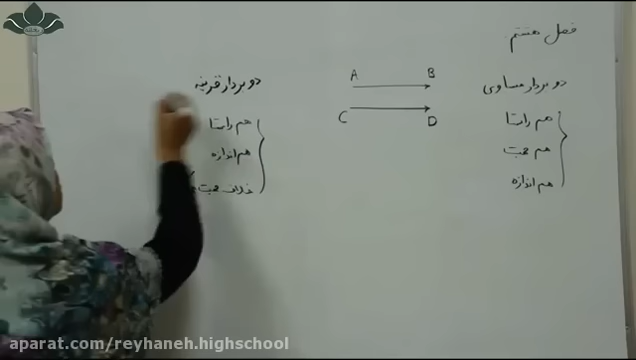 فصل هشتم
دو بردار مساوی
هم راستا
هم جهت
هم اندازه
A B
C D
دو بردار قرینه
هم راستا
هم اندازه
خلاف جهت
aparat.com/reyhaneh.highschool